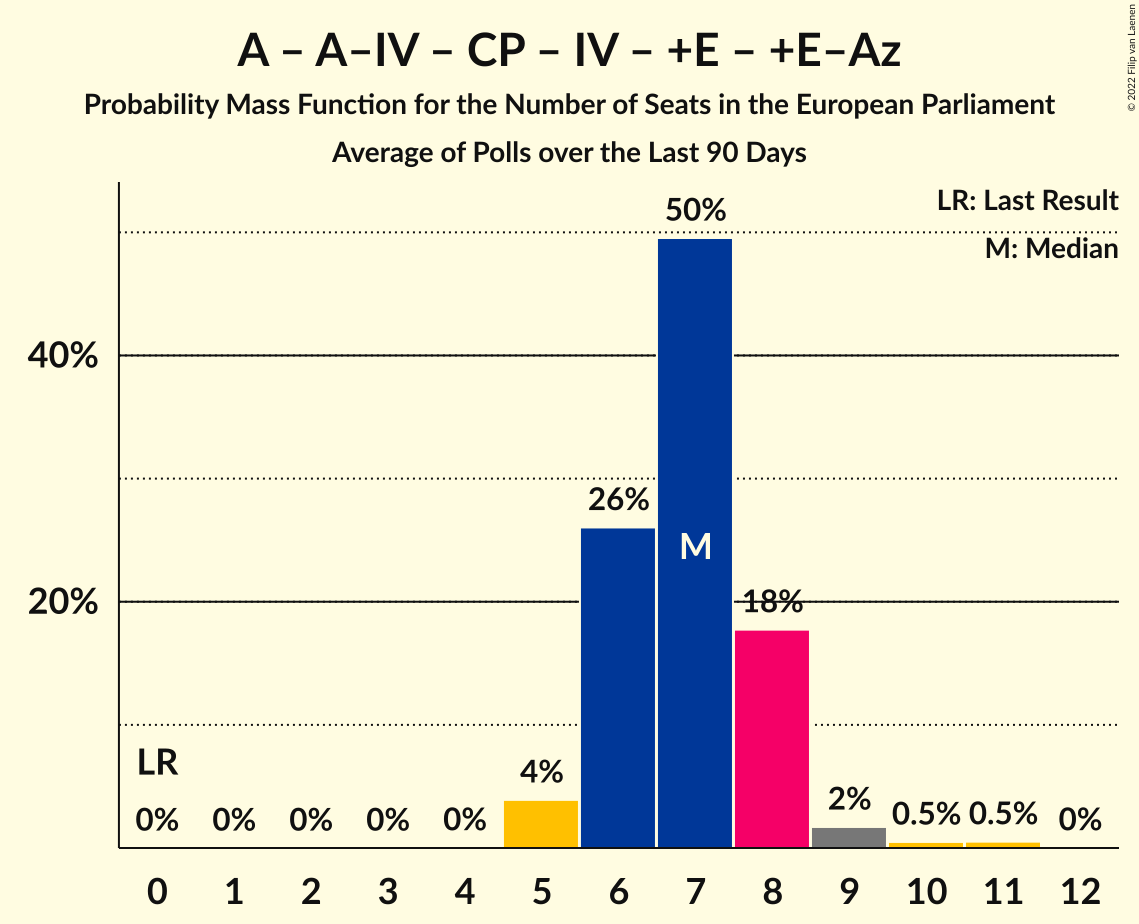 A – A–IV – CP – IV – +E – +E–Az
Probability Mass Function for the Number of Seats in the European Parliament
Average of Polls over the Last 90 Days
© 2022 Filip van Laenen
LR: Last Result
M: Median
50%
40%
26%
M
20%
18%
LR
4%
2%
0% 0% 0% 0% 0% 0.5% 0.5% 0%
0 1 2 3 4 5 6 7 8 9 10 11 12